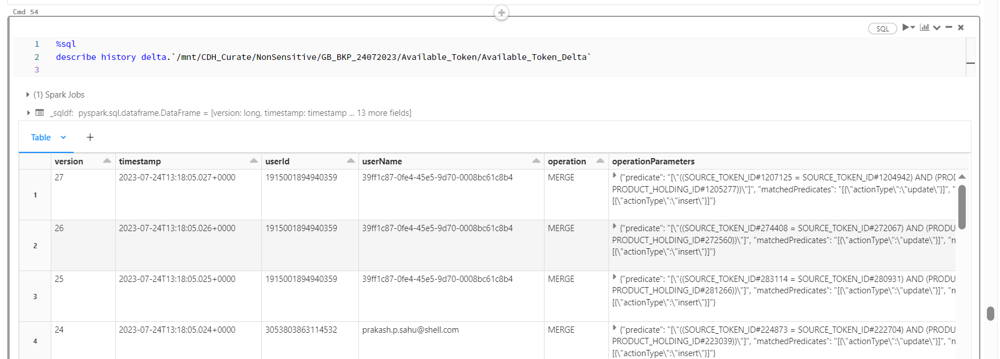 Cmd 54
SQL
1 %sql
2 describe history delta.`/mnt/CDH_Curate/NonSensitive/GB_BKP_24072023/Available_Token/Available_Token_Delta`
3
(1) Spark Jobs
_sqldf: pyspark.sql.dataframe.DataFrame = [version: long, timestamp: timestamp ... 13 more fields]
Table +
version timestamp userId userName operation operationParameters
1 27 2023-07-24T13:18:05.027+0000 1915001894940359 39ff1c87-0fe4-45e5-9d70-0008bc61c8b4 MERGE {"predicate": "[\"((SOURCE_TOKEN_ID#1207125 = SOURCE_TOKEN_ID#1204942) AND (PROD
PRODUCT_HOLDING_ID#1205277))\"]", "matchedPredicates": "[{\"actionType\":\"update\"}]", "
[{\"actionType\":\"insert\"}]"}
2 26 2023-07-24T13:18:05.026+0000 1915001894940359 39ff1c87-0fe4-45e5-9d70-0008bc61c8b4 MERGE {"predicate": "[\"((SOURCE_TOKEN_ID#274408 = SOURCE_TOKEN_ID#272067) AND (PRODU
PRODUCT_HOLDING_ID#272560))\"]", "matchedPredicates": "[{\"actionType\":\"update\"}]", "n
[{\"actionType\":\"insert\"}]"}
3 25 2023-07-24T13:18:05.025+0000 1915001894940359 39ff1c87-0fe4-45e5-9d70-0008bc61c8b4 MERGE {"predicate": "[\"((SOURCE_TOKEN_ID#283114 = SOURCE_TOKEN_ID#280931) AND (PRODU
PRODUCT_HOLDING_ID#281266))\"]", "matchedPredicates": "[{\"actionType\":\"update\"}]", "n
[{\"actionType\":\"insert\"}]"}
4 24 2023-07-24T13:18:05.024+0000 3053803863114532 prakash.p.sahu@shell.com MERGE {"predicate": "[\"((SOURCE_TOKEN_ID#224873 = SOURCE_TOKEN_ID#222704) AND (PRODU
PRODUCT_HOLDING_ID#223039))\"]", "matchedPredicates": "[{\"actionType\":\"update\"}]", "n
[{\"actionType\":\"insert\"}]"}